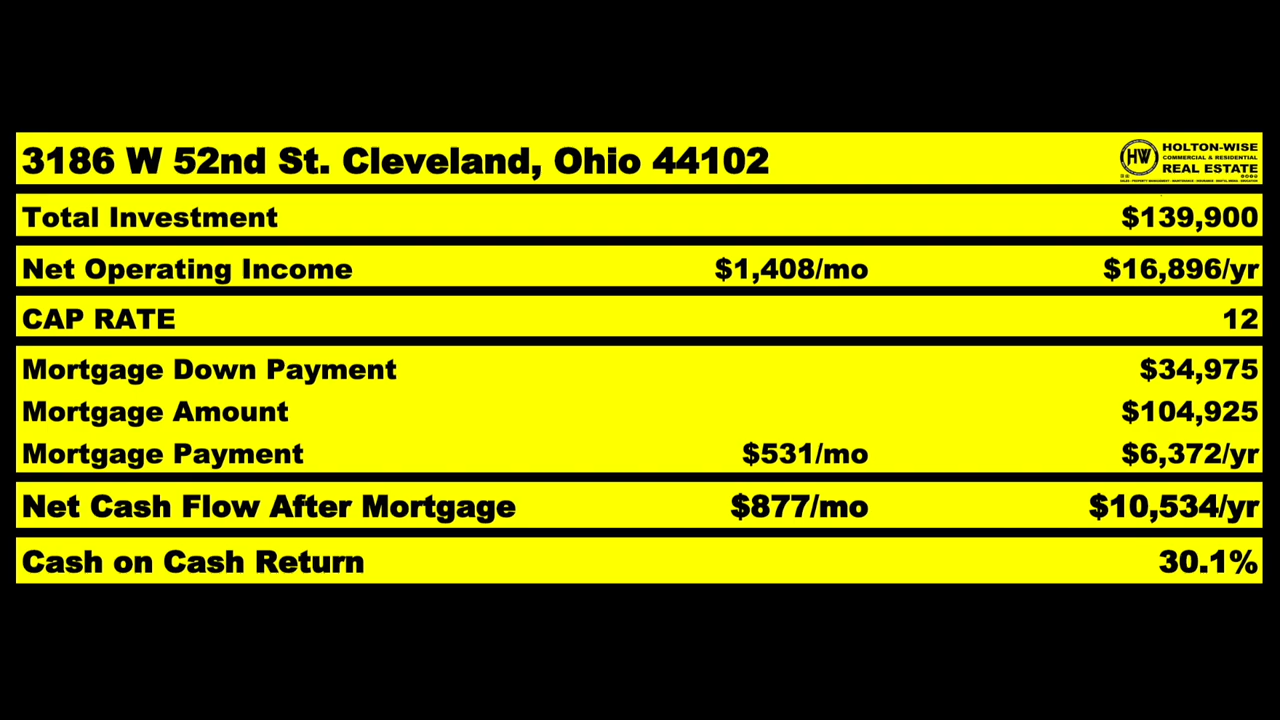 3186 W 52nd St. Cleveland, Ohio 44102
HW
HOLTON-WISE
COMMERCIAL & RESIDENTIAL
REAL ESTATE
Total Investment $139,900
Net Operating Income $1,408/mo $16,896/yr
CAP RATE 12
Mortgage Down Payment $34,975
Mortgage Amount $104,925
Mortgage Payment $531/mo $6,372/yr
Net Cash Flow After Mortgage $877/mo $10,534/yr
Cash on Cash Return 30.1%